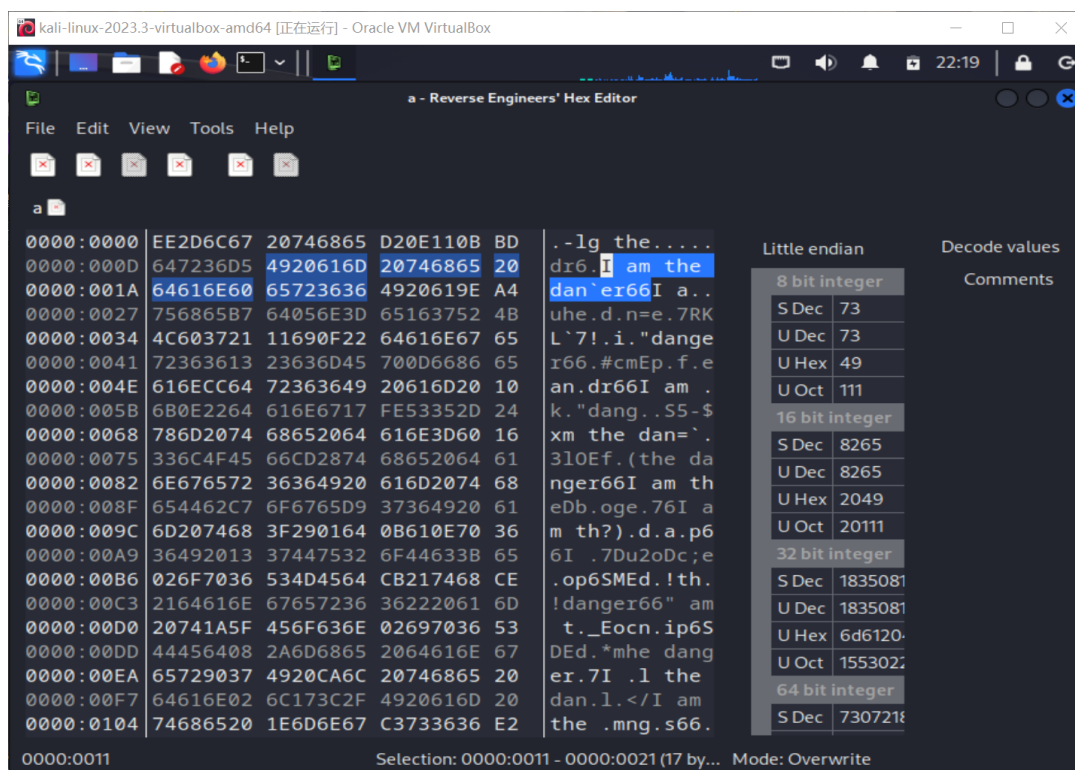 kali-linux-2023.3-virtualbox-amd64 [正在运行] - Oracle VM VirtualBox
22:19
a - Reverse Engineers' Hex Editor
File Edit View Tools Help
a
0000:0000 EE2D6C67 20746865 D20E110B BD .-lg the.....
0000:000D 647236D5 4920616D 20746865 20 dr6.I am the
0000:001A 64616E60 65723636 4920619E A4 dan`er66I a..
0000:0027 756865B7 64056E3D 65163752 4B uhe.d.n=e.7RK
0000:0034 4C603721 11690F22 64616E67 65 L`7!.i."dange
0000:0041 72363613 23636D45 700D6686 65 r66.#cmEp.f.e
0000:004E 616ECC64 72363649 20616D20 10 an.dr66I am .
0000:005B 6B0E2264 616E6717 FE53352D 24 k."dang..S5-$
0000:0068 786D2074 68652064 616E3D60 16 xm the dan=`.
0000:0075 336C4F45 66CD2874 68652064 61 3lOEf.(the da
0000:0082 6E676572 36364920 616D2074 68 nger66I am th
0000:008F 654462C7 6F6765D9 37364920 61 eDb.oge.76I a
0000:009C 6D207468 3F290164 0B610E70 36 m th?).d.a.p6
0000:00A9 36492013 37447532 6F44633B 65 6I .7Du2oDc;e
0000:00B6 026F7036 534D4564 CB217468 CE .op6SMEd.!th.
0000:00C3 2164616E 67657236 36222061 6D !danger66" am
0000:00D0 20741A5F 456F636E 02697036 53 t._Eocn.ip6S
0000:00DD 44456408 2A6D6865 2064616E 67 DEd.*mhe dang
0000:00EA 65729037 4920CA6C 20746865 20 er.7I .l the
0000:00F7 64616E02 6C173C2F 4920616D 20 dan.l.</I am
0000:0104 74686520 1E6D6E67 C3733636 E2 the .mng.s66.
Little endian
8 bit integer
S Dec 73
U Dec 73
U Hex 49
U Oct 111
16 bit integer
S Dec 8265
U Dec 8265
U Hex 2049
U Oct 20111
32 bit integer
S Dec 1835081
U Dec 1835081
U Hex 6d6120
U Oct 1553022
64 bit integer
S Dec 730721
Decode values
Comments
0000:0011
Selection: 0000:0011 - 0000:0021 (17 by... Mode: Overwrite